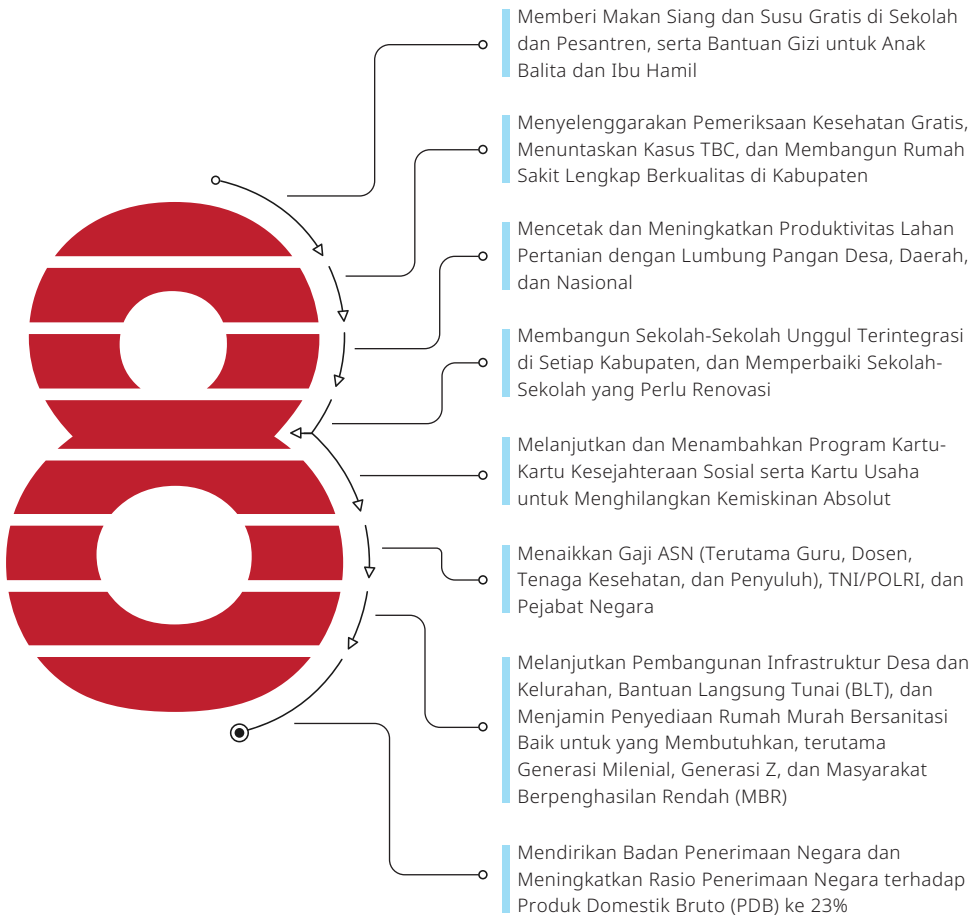 8
Memberi Makan Siang dan Susu Gratis di Sekolah
dan Pesantren, serta Bantuan Gizi untuk Anak
Balita dan Ibu Hamil
Menyelenggarakan Pemeriksaan Kesehatan Gratis,
Menuntaskan Kasus TBC, dan Membangun Rumah
Sakit Lengkap Berkualitas di Kabupaten
Mencetak dan Meningkatkan Produktivitas Lahan
Pertanian dengan Lumbung Pangan Desa, Daerah,
dan Nasional
Membangun Sekolah-Sekolah Unggul Terintegrasi
di Setiap Kabupaten, dan Memperbaiki Sekolah-
Sekolah yang Perlu Renovasi
Melanjutkan dan Menambahkan Program Kartu-
Kartu Kesejahteraan Sosial serta Kartu Usaha
untuk Menghilangkan Kemiskinan Absolut
Menaikkan Gaji ASN (Terutama Guru, Dosen,
Tenaga Kesehatan, dan Penyuluh), TNI/POLRI, dan
Pejabat Negara
Melanjutkan Pembangunan Infrastruktur Desa dan
Kelurahan, Bantuan Langsung Tunai (BLT), dan
Menjamin Penyediaan Rumah Murah Bersanitasi
Baik untuk yang Membutuhkan, terutama
Generasi Milenial, Generasi Z, dan Masyarakat
Berpenghasilan Rendah (MBR)
Mendirikan Badan Penerimaan Negara dan
Meningkatkan Rasio Penerimaan Negara terhadap
Produk Domestik Bruto (PDB) ke 23%